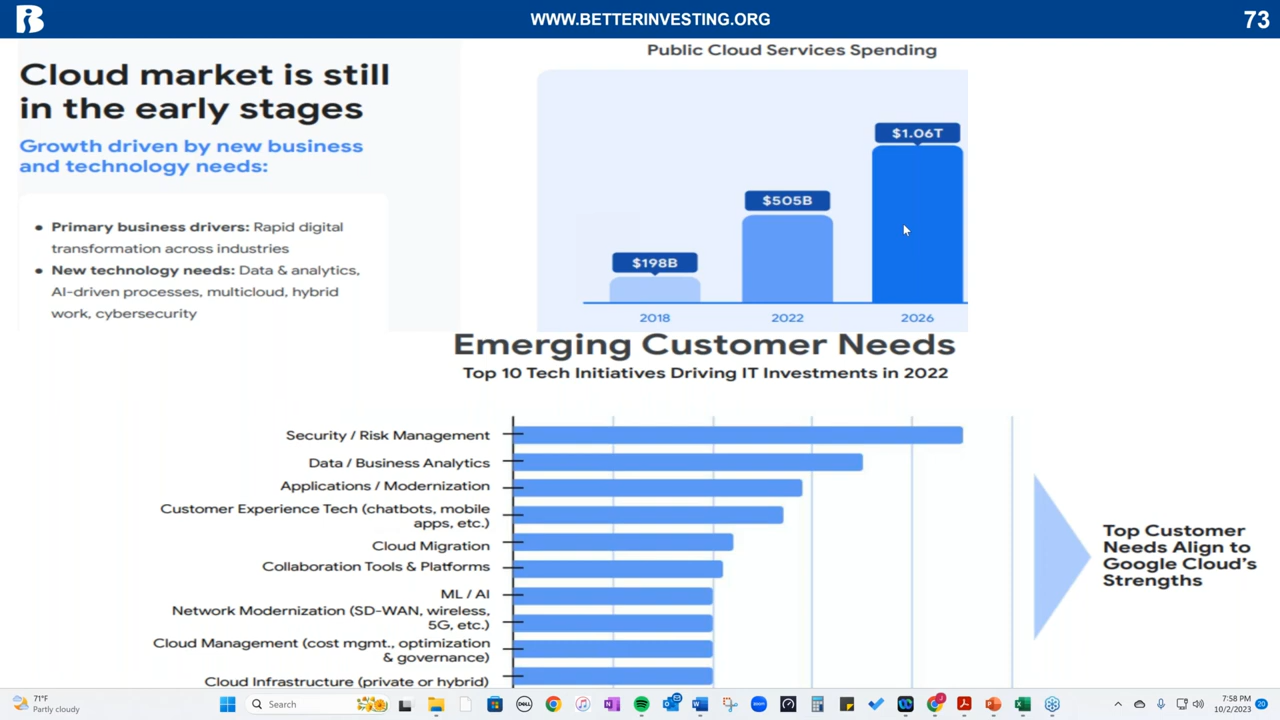 WWW.BETTERINVESTING.ORG
73
Cloud market is still
in the early stages
Growth driven by new business
and technology needs:
• Primary business drivers: Rapid digital
transformation across industries
• New technology needs: Data & analytics,
AI-driven processes, multicloud, hybrid
work, cybersecurity
Public Cloud Services Spending
$198B
$505B
$1.06T
2018
2022
2026
Emerging Customer Needs
Top 10 Tech Initiatives Driving IT Investments in 2022
Security / Risk Management
Data / Business Analytics
Applications / Modernization
Customer Experience Tech (chatbots, mobile
apps, etc.)
Cloud Migration
Collaboration Tools & Platforms
ML / AI
Network Modernization (SD-WAN, wireless,
5G, etc.)
Cloud Management (cost mgmt., optimization
& governance)
Cloud Infrastructure (private or hybrid)
Top Customer
Needs Align to
Google Cloud's
Strengths
71°F
Partly cloudy
Search
DELL
zoom
7:58 PM
10/2/2023
20